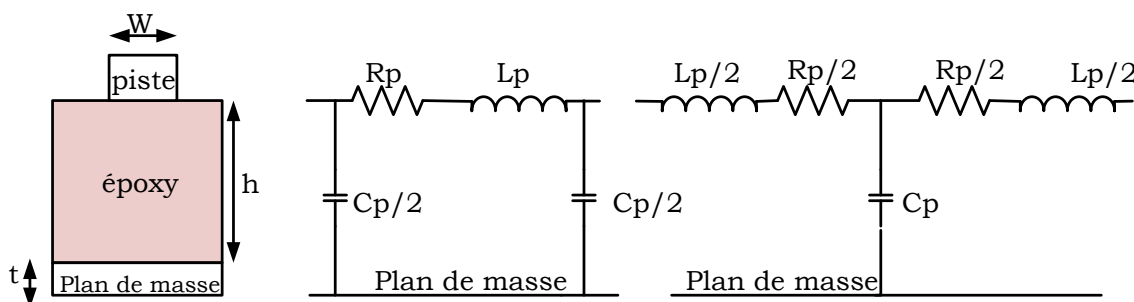 W
piste
époxy
h
t
Plan de masse
Rp
Lp
Cp/2
Cp/2
Plan de masse
Lp/2
Rp/2
Rp/2
Lp/2
Cp
Plan de masse